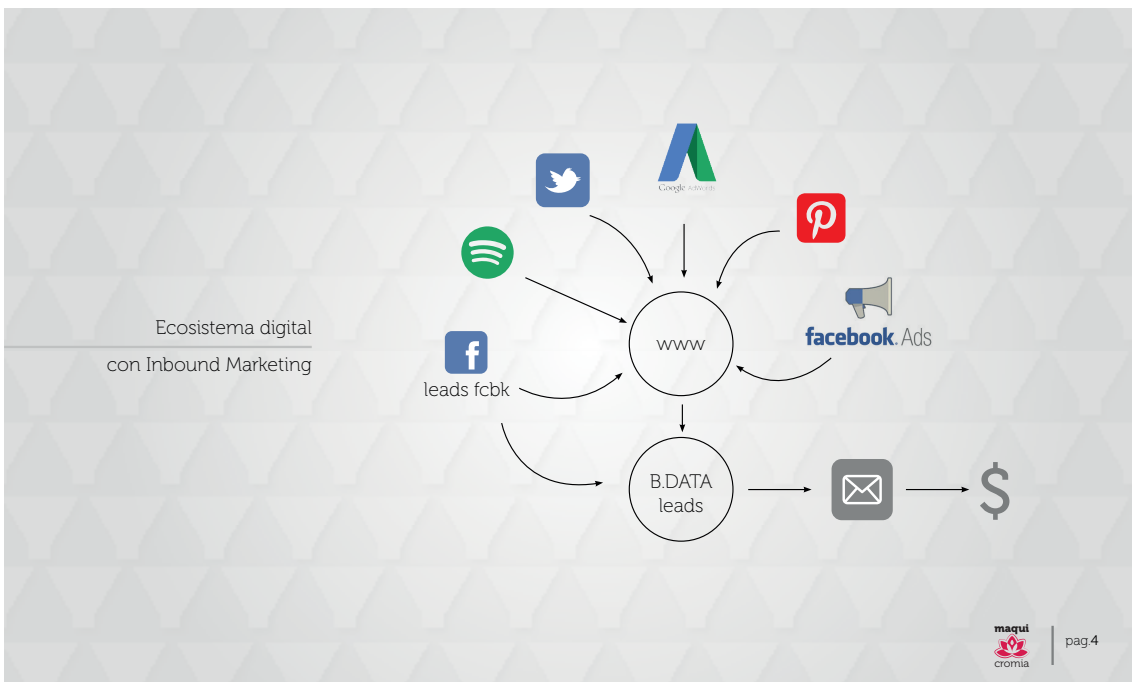 Google AdWords
Ecosistema digital
con Inbound Marketing
www
facebook. Ads
leads fcbk
B.DATA
leads
$
maqui
cromia
pag.4